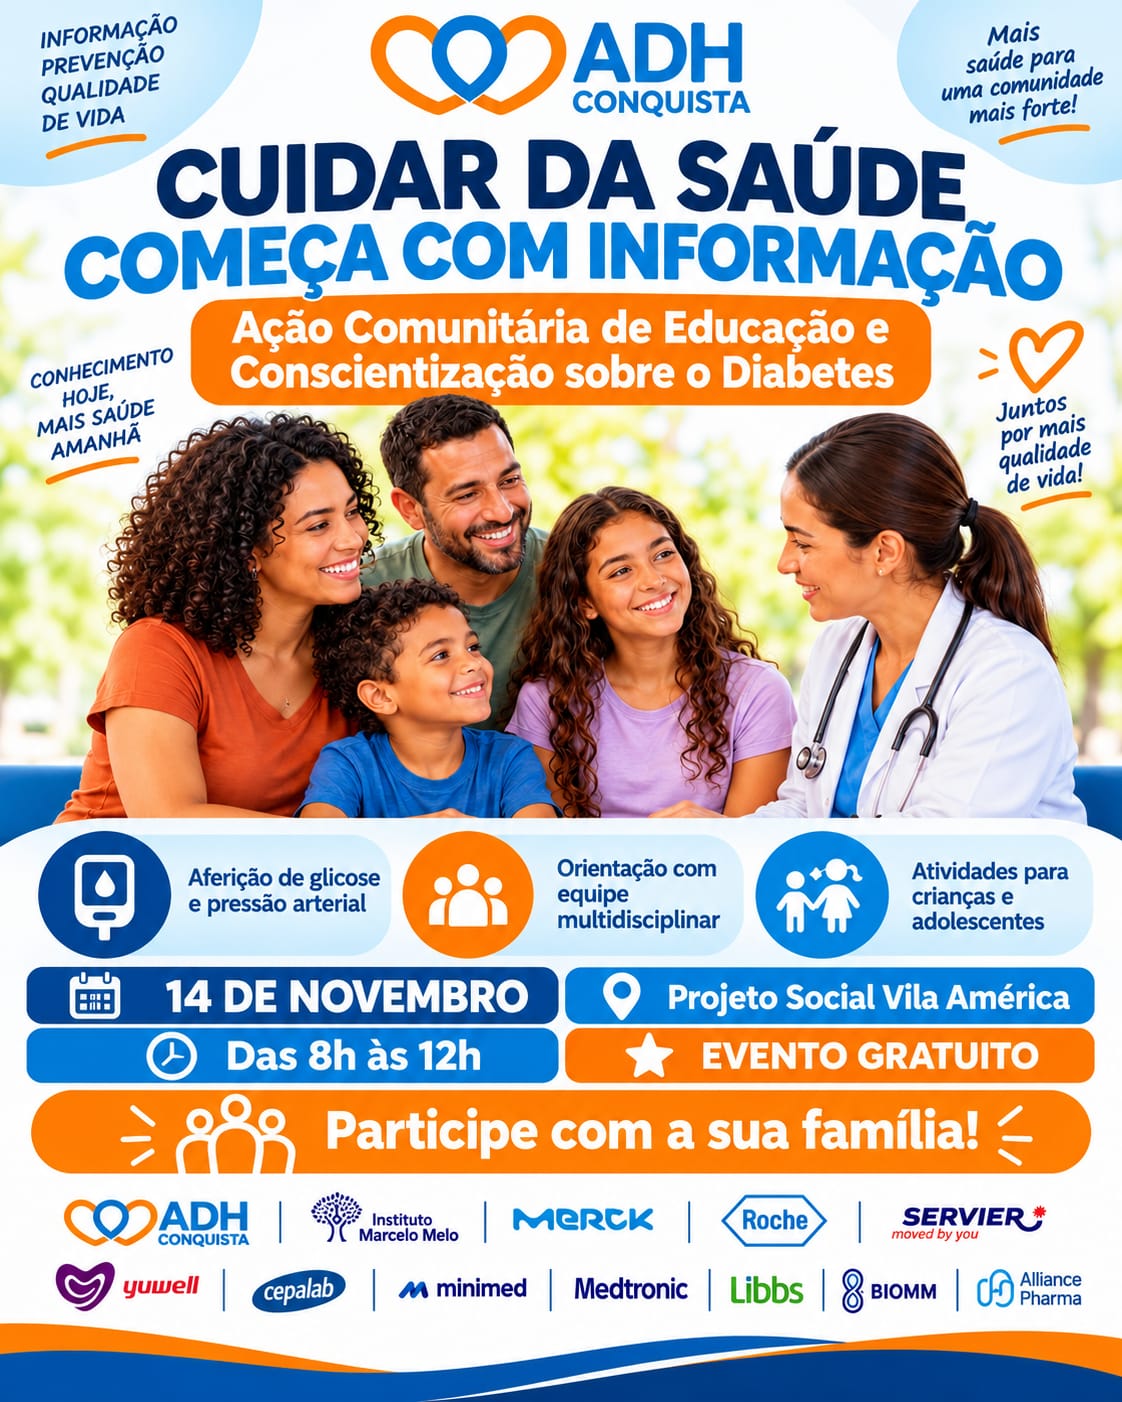 INFORMAÇÃO
PREVENÇÃO
QUALIDADE
DE VIDA
ADH
CONQUISTA
Mais
saúde para
uma comunidade
mais forte!
CUIDAR DA SAÚDE
COMEÇA COM INFORMAÇÃO
Ação Comunitária de Educação e
Conscientização sobre o Diabetes
CONHECIMENTO
HOJE,
MAIS SAÚDE
AMANHÃ
Juntos
por mais
qualidade
de vida!
Aferição de glicose
e pressão arterial
Orientação com
equipe
multidisciplinar
Atividades para
crianças e
adolescentes
14 DE NOVEMBRO
Projeto Social Vila América
Das 8h às 12h
EVENTO GRATUITO
Participe com a sua família!
ADH
CONQUISTA
Instituto
Marcelo Melo
MERCK
Roche
SERVIER
moved by you
yuwell
cepalab
minimed
Medtronic
Libbs
BIOMM
Alliance
Pharma